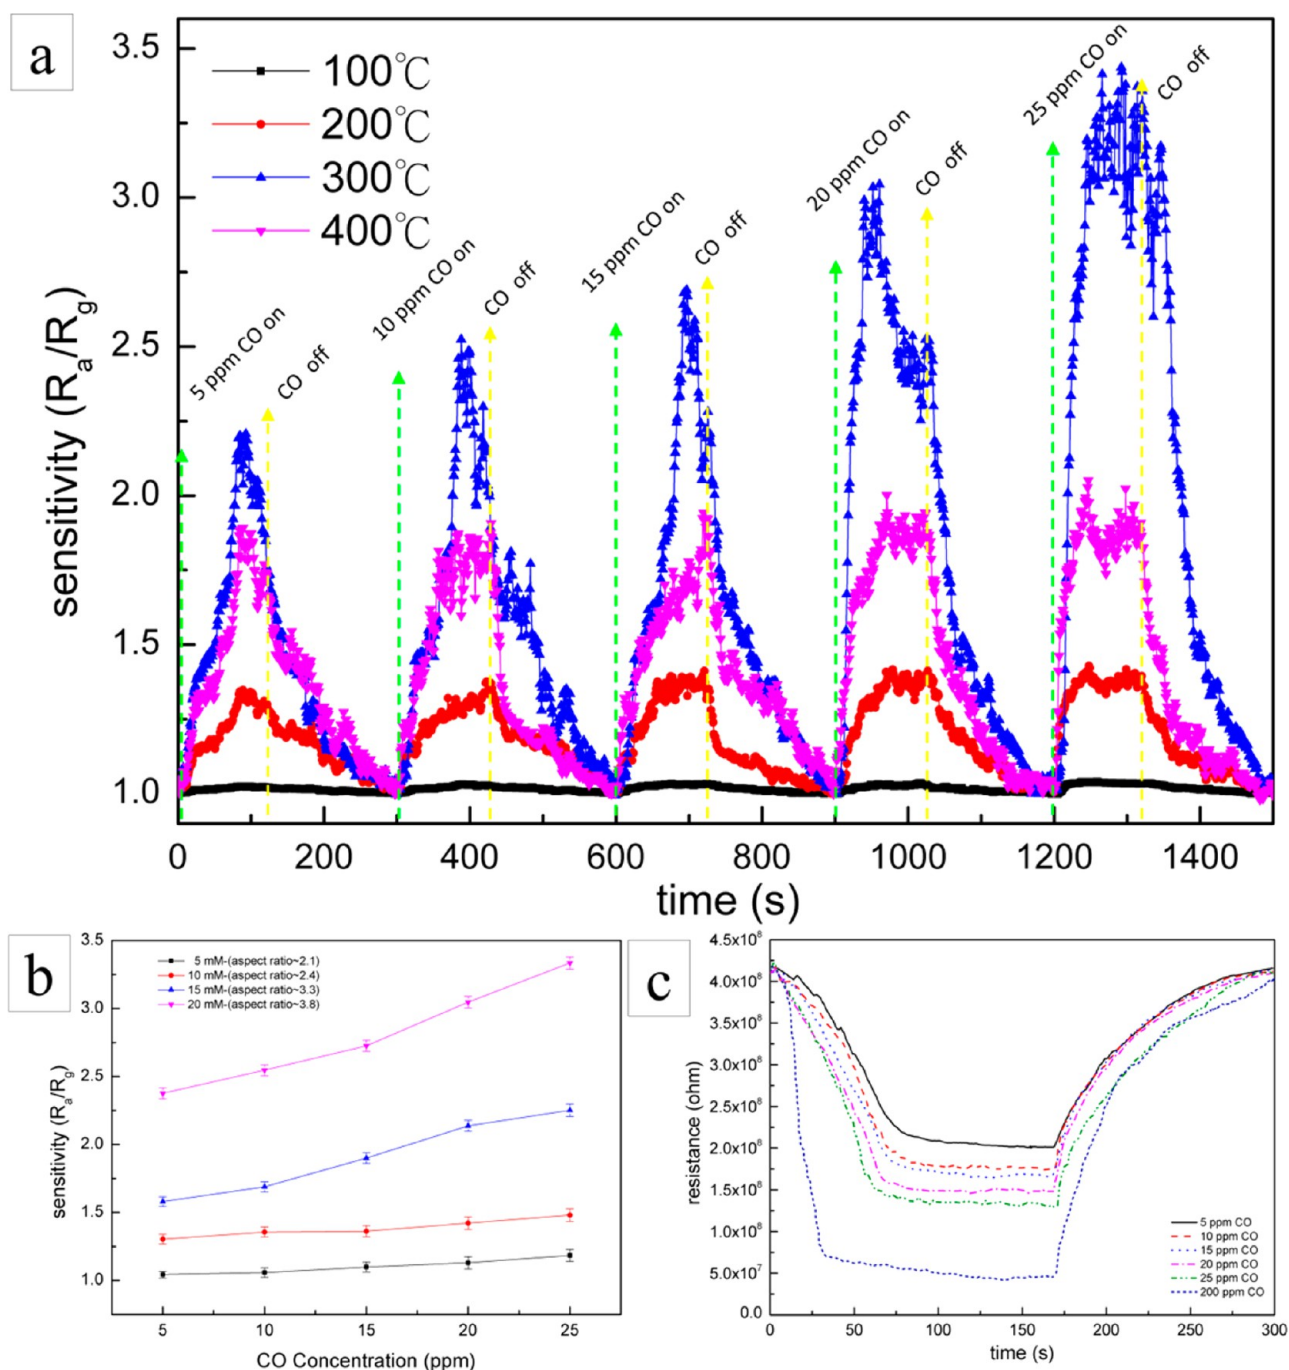 a
3.5
3.0
2.5
2.0
1.5
1.0
sensitivity (Ra/Rg)
100℃
200℃
300℃
400℃
5 ppm CO on
CO off
10 ppm CO on
CO off
15 ppm CO on
CO off
20 ppm CO on
CO off
25 ppm CO on
CO off
0 200 400 600 800 1000 1200 1400
time (s)
b
3.5
3.0
2.5
2.0
1.5
1.0
sensitivity (Ra/Rg)
5 mM-(aspect ratio~2.1)
10 mM-(aspect ratio~2.4)
15 mM-(aspect ratio~3.3)
20 mM-(aspect ratio~3.8)
5 10 15 20 25
CO Concentration (ppm)
c
4.5x10⁸
4.0x10⁸
3.5x10⁸
3.0x10⁸
2.5x10⁸
2.0x10⁸
1.5x10⁸
1.0x10⁸
5.0x10⁷
0.0
resistance (ohm)
5 ppm CO
10 ppm CO
15 ppm CO
20 ppm CO
25 ppm CO
200 ppm CO
0 50 100 150 200 250 300
time (s)